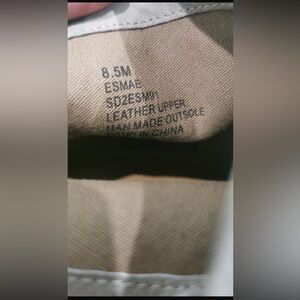 8.5M
ESMAE
SD2ESM01
LEATHER UPPER
MAN MADE OUTSOLE
MADE IN CHINA